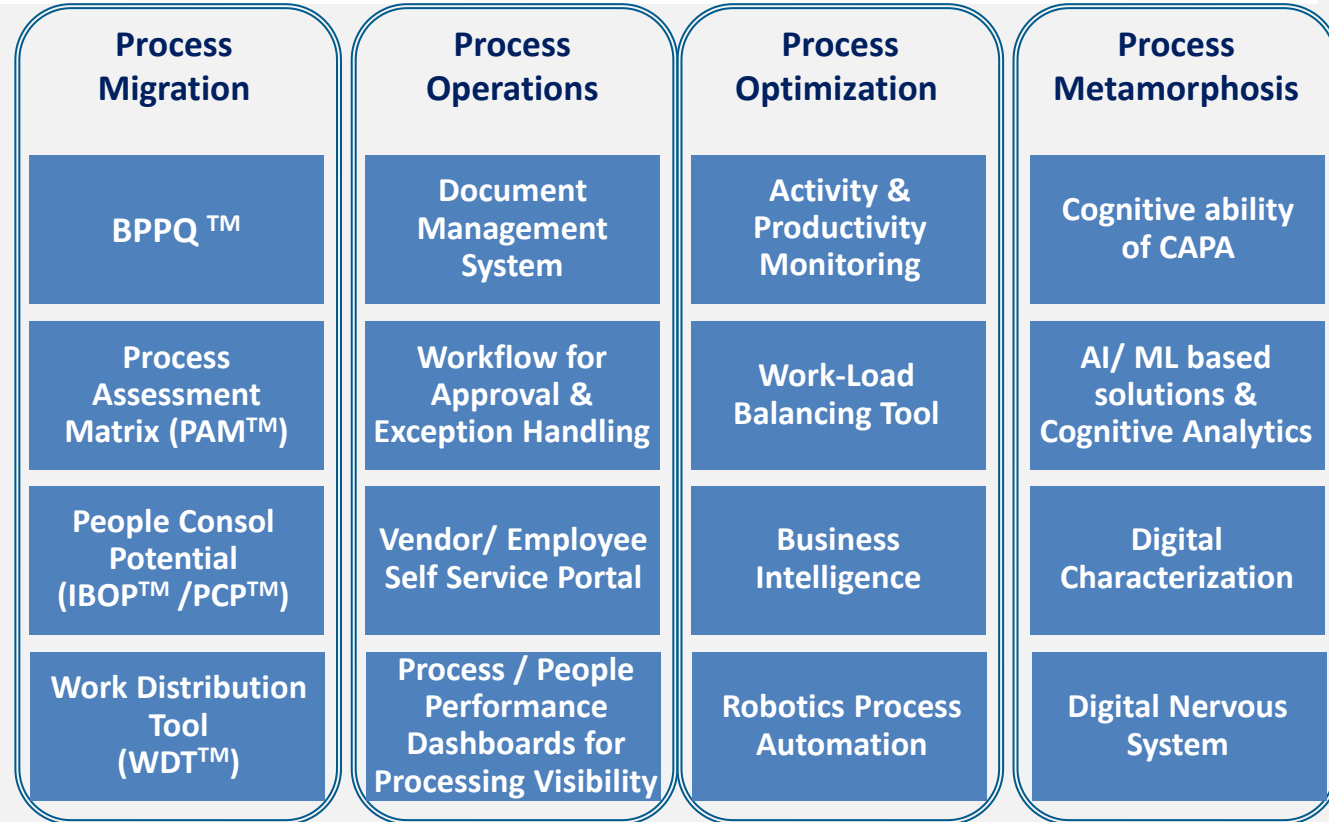 Process
Migration
BPPQ TM
Process
Assessment
Matrix (PAMTM)
People Consol
Potential
(IBOPTM /PCPTM)
Work Distribution
Tool
(WDTTM)
Process
Operations
Document
Management
System
Workflow for
Approval &
Exception Handling
Vendor/ Employee
Self Service Portal
Process / People
Performance
Dashboards for
Processing Visibility
Process
Optimization
Activity &
Productivity
Monitoring
Work-Load
Balancing Tool
Business
Intelligence
Robotics Process
Automation
Process
Metamorphosis
Cognitive ability
of CAPA
AI/ ML based
solutions &
Cognitive Analytics
Digital
Characterization
Digital Nervous
System